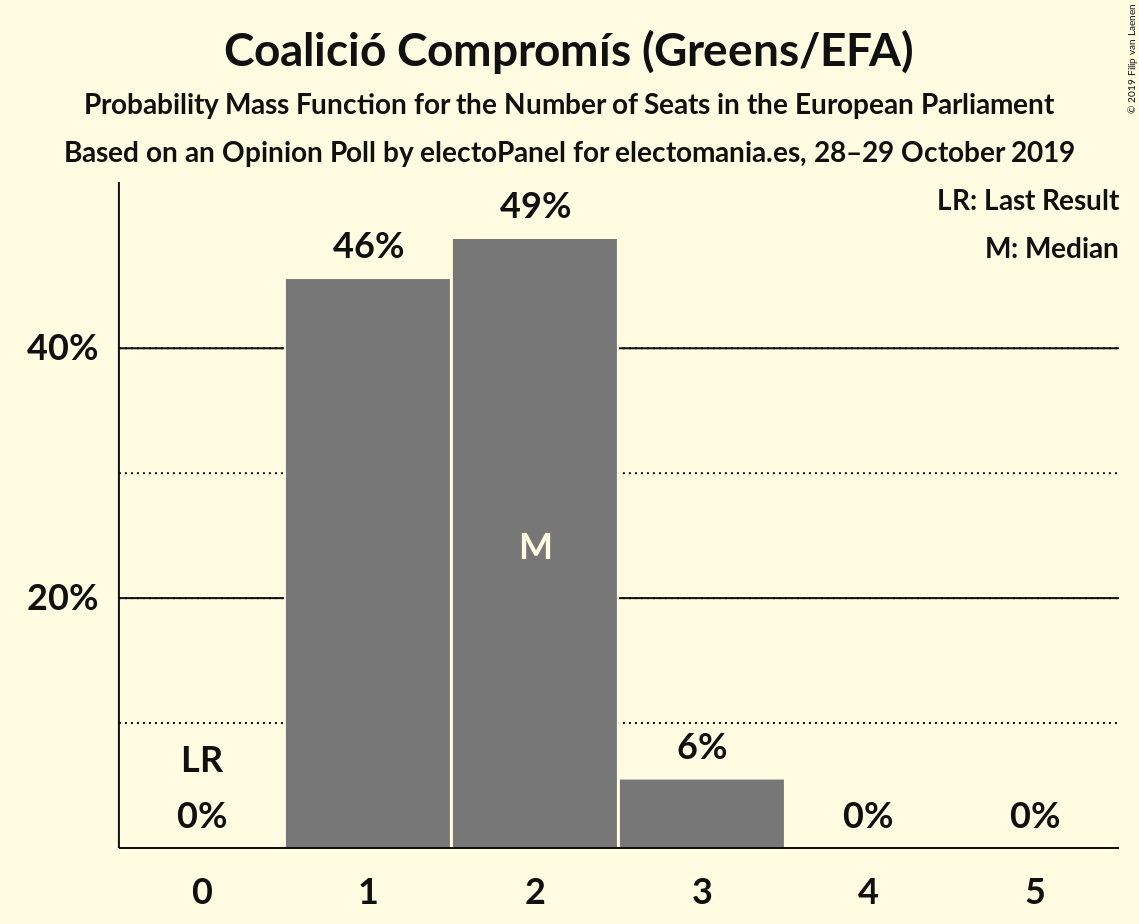 Coalició Compromís (Greens/EFA)
Probability Mass Function for the Number of Seats in the European Parliament
Based on an Opinion Poll by electoPanel for electomania.es, 28–29 October 2019
© 2019 Filip van Laenen
LR: Last Result
M: Median
49%
46%
40%
M
20%
6%
LR
0%
0%
0%
0 1 2 3 4 5